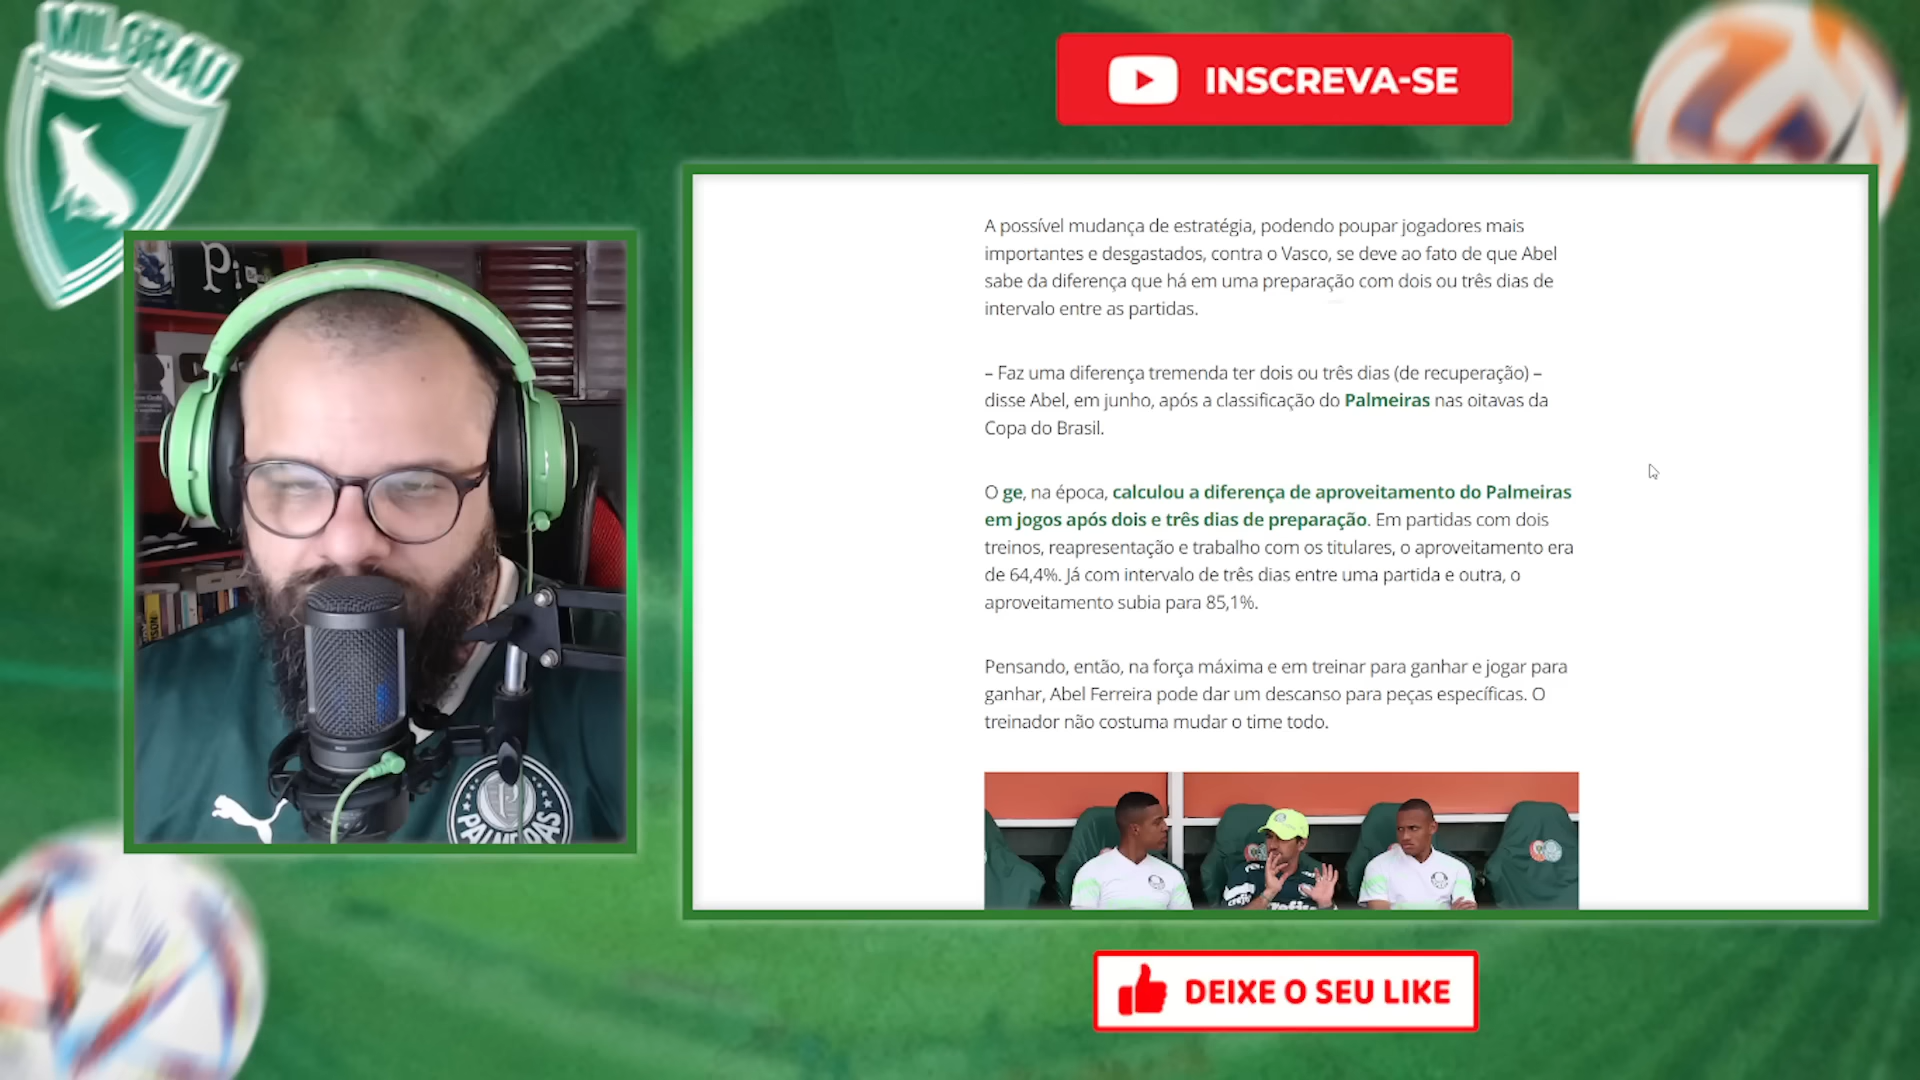 MILGRAU
INSCREVA-SE
A possível mudança de estratégia, podendo poupar jogadores mais
importantes e desgastados, contra o Vasco, se deve ao fato de que Abel
sabe da diferença que há em uma preparação com dois ou três dias de
intervalo entre as partidas.
– Faz uma diferença tremenda ter dois ou três dias (de recuperação) –
disse Abel, em junho, após a classificação do Palmeiras nas oitavas da
Copa do Brasil.
O ge, na época, calculou a diferença de aproveitamento do Palmeiras
em jogos após dois e três dias de preparação. Em partidas com dois
treinos, reapresentação e trabalho com os titulares, o aproveitamento era
de 64,4%. Já com intervalo de três dias entre uma partida e outra, o
aproveitamento subia para 85,1%.
Pensando, então, na força máxima e em treinar para ganhar e jogar para
ganhar, Abel Ferreira pode dar um descanso para peças específicas. O
treinador não costuma mudar o time todo.
PALMEIRAS
DEIXE O SEU LIKE